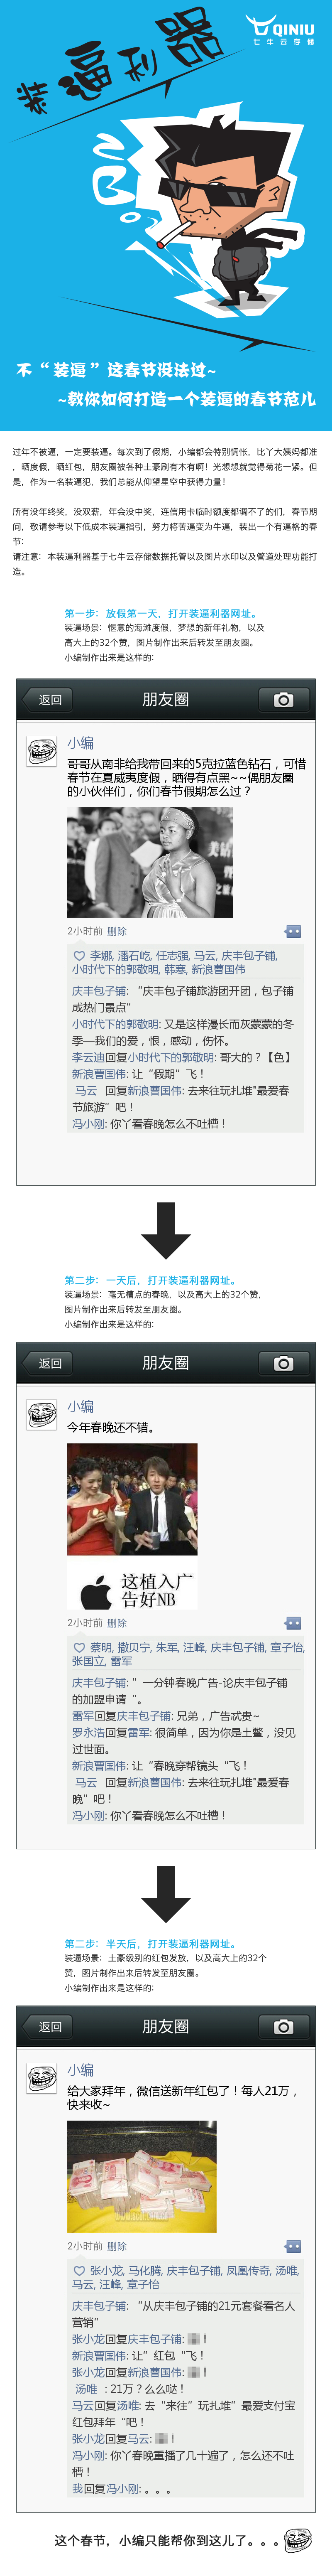 QINIU
七牛云存储
装逼利器
不“装逼”这春节没法过~
~教你如何打造一个装逼的春节范儿
过年不被逼，一定要装逼。每次到了假期，小编都会特别惆怅，比丫大姨妈都准
，晒度假，晒红包，朋友圈被各种土豪刷有木有啊！光想想就觉得菊花一紧。但
是，作为一名装逼犯，我们总能从仰望星空中获得力量！
所有没年终奖，没双薪，年会没中奖，连信用卡临时额度都调不了的们，春节期
间，敬请参考以下低成本装逼指引，努力将苦逼变为牛逼，装出一个有逼格的春
节:
请注意：本装逼利器基于七牛云存储数据托管以及图片水印以及管道处理功能打
造。
第一步：放假第一天，打开装逼利器网址。
装逼场景：惬意的海滩度假，梦想的新年礼物，以及
高大上的32个赞，图片制作出来后转发至朋友圈。
小编制作出来是这样的:
返回
朋友圈
小编
哥哥从南非给我带回来的5克拉蓝色钻石，可惜
春节在夏威夷度假，晒得有点黑~~偶朋友圈
的小伙伴们，你们春节假期怎么过？
2小时前 删除
李娜, 潘石屹, 任志强, 马云, 庆丰包子铺,
小时代下的郭敬明, 韩寒, 新浪曹国伟
庆丰包子铺: “庆丰包子铺旅游团开团，包子铺
成热门景点”
小时代下的郭敬明: 又是这样漫长而灰蒙蒙的冬
季—我们的爱，恨，感动，伤怀。
李云迪回复小时代下的郭敬明: 哥大的？【色】
新浪曹国伟: 让“假期”飞！
马云 回复新浪曹国伟: 去来往玩扎堆"最爱春
节旅游”吧！
冯小刚: 你丫看春晚怎么不吐槽！
第二步：一天后，打开装逼利器网址。
装逼场景：毫无槽点的春晚，以及高大上的32个赞，
图片制作出来后转发至朋友圈。
小编制作出来是这样的:
返回
朋友圈
小编
今年春晚还不错。
这植入广
告好NB
2小时前 删除
蔡明, 撒贝宁, 朱军, 汪峰, 庆丰包子铺, 章子怡,
张国立, 雷军
庆丰包子铺: ”一分钟春晚广告-论庆丰包子铺
的加盟申请“。
雷军回复庆丰包子铺: 兄弟，广告忒贵~
罗永浩回复雷军: 很简单，因为你是土鳖，没见
过世面。
新浪曹国伟: 让“春晚穿帮镜头“飞！
马云 回复新浪曹国伟: 去来往玩扎堆"最爱春
晚”吧！
冯小刚: 你丫看春晚怎么不吐槽！
第二步：半天后，打开装逼利器网址。
装逼场景：土豪级别的红包发放，以及高大上的32个
赞，图片制作出来后转发至朋友圈。
小编制作出来是这样的:
返回
朋友圈
小编
给大家拜年，微信送新年红包了！每人21万，
快来收~
2小时前 删除
张小龙, 马化腾, 庆丰包子铺, 凤凰传奇, 汤唯,
马云, 汪峰, 章子怡
庆丰包子铺: “从庆丰包子铺的21元套餐看名人
营销”
张小龙回复庆丰包子铺: ！
新浪曹国伟: 让”红包“飞！
张小龙回复新浪曹国伟: ！
汤唯 : 21万？么么哒！
马云回复汤唯: 去“来往”玩扎堆”最爱支付宝
红包拜年“吧！
张小龙回复马云: ！
冯小刚: 你丫春晚重播了几十遍了，怎么还不吐
槽！
我回复冯小刚: 。。。
这个春节，小编只能帮你到这儿了。。。